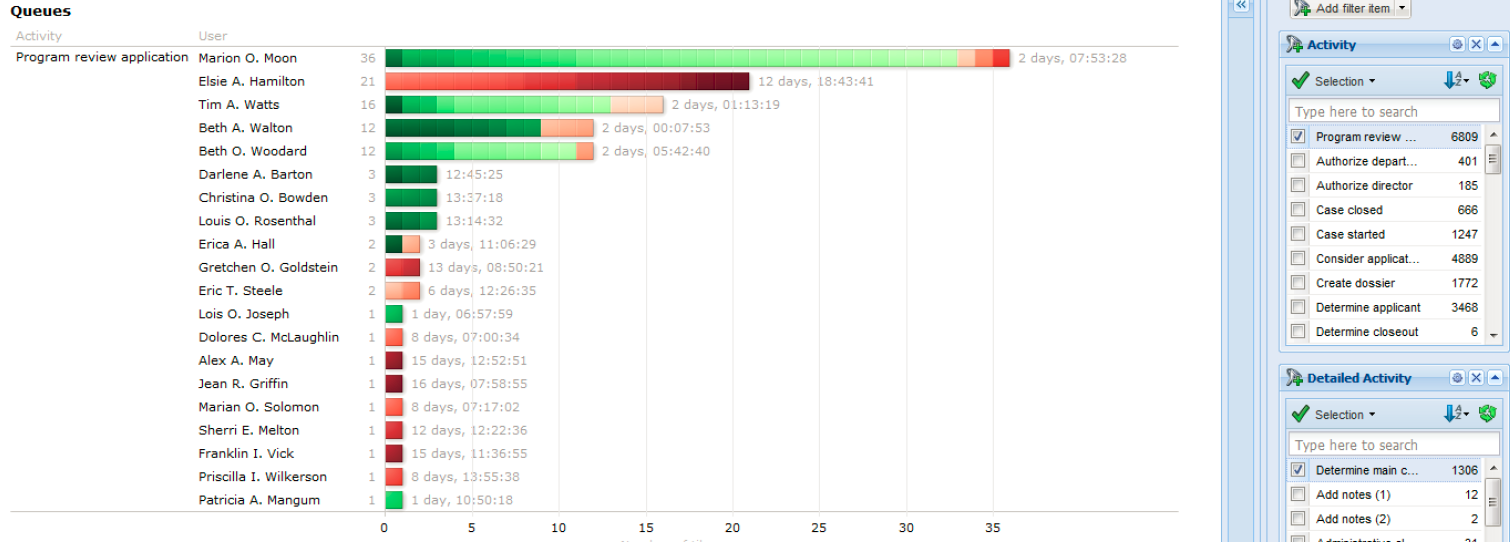 Queues
Activity User
Program review application Marion O. Moon 36 2 days, 07:53:28
Elsie A. Hamilton 21 12 days, 18:43:41
Tim A. Watts 16 2 days, 01:13:19
Beth A. Walton 12 2 days, 00:07:53
Beth O. Woodard 12 2 days, 05:42:40
Darlene A. Barton 3 12:45:25
Christina O. Bowden 3 13:37:18
Louis O. Rosenthal 3 13:14:32
Erica A. Hall 2 3 days, 11:06:29
Gretchen O. Goldstein 2 13 days, 08:50:21
Eric T. Steele 2 6 days, 12:26:35
Lois O. Joseph 1 1 day, 06:57:59
Dolores C. McLaughlin 1 8 days, 07:00:34
Alex A. May 1 15 days, 12:52:51
Jean R. Griffin 1 16 days, 07:58:55
Marian O. Solomon 1 8 days, 07:17:02
Sherri E. Melton 1 12 days, 12:22:36
Franklin I. Vick 1 15 days, 11:36:55
Priscilla I. Wilkerson 1 8 days, 13:55:38
Patricia A. Mangum 1 1 day, 10:50:18
0 5 10 15 20 25 30 35
Add filter item
Activity
Selection
Type here to search
Program review ... 6809
Authorize depart... 401
Authorize director 185
Case closed 666
Case started 1247
Consider applicat... 4889
Create dossier 1772
Determine applicant 3468
Determine closeout 6
Detailed Activity
Selection
Type here to search
Determine main c... 1306
Add notes (1) 12
Add notes (2) 2